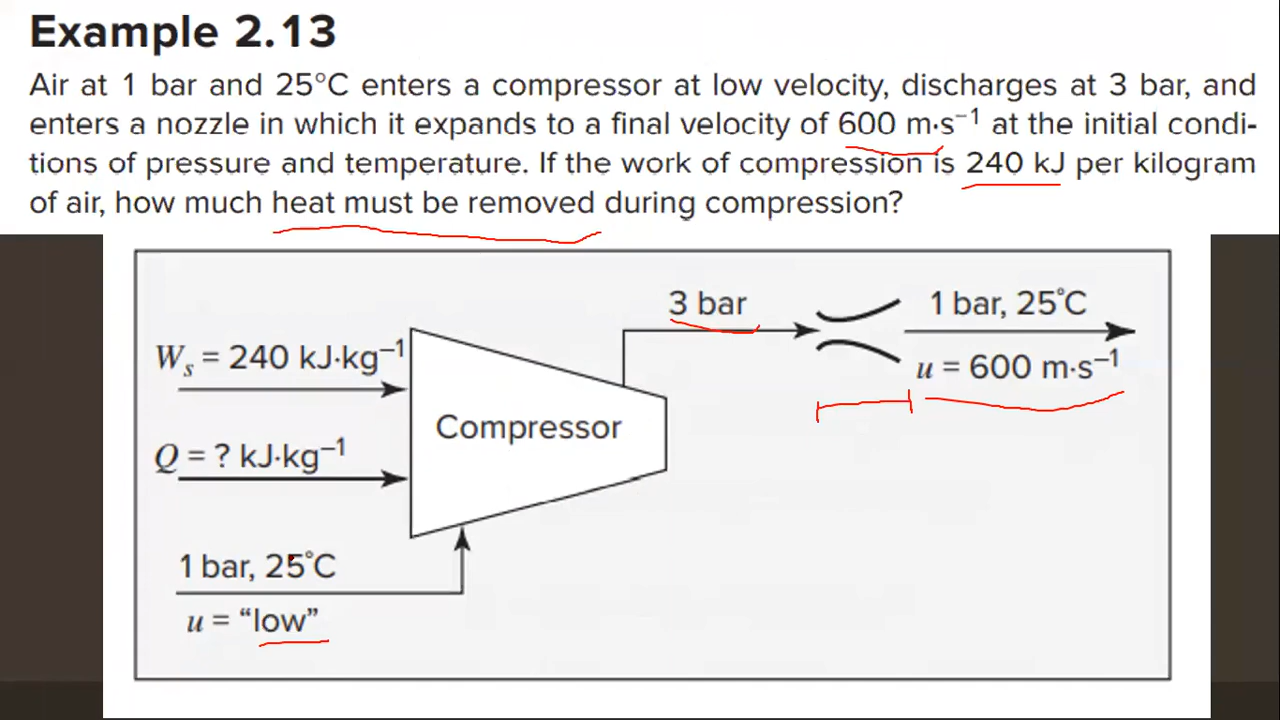 Example 2.13
Air at 1 bar and 25°C enters a compressor at low velocity, discharges at 3 bar, and
enters a nozzle in which it expands to a final velocity of 600 m·s⁻¹ at the initial condi-
tions of pressure and temperature. If the work of compression is 240 kJ per kilogram
of air, how much heat must be removed during compression?
3 bar
1 bar, 25°C
Wₛ = 240 kJ·kg⁻¹
u = 600 m·s⁻¹
Compressor
Q = ? kJ·kg⁻¹
1 bar, 25°C
u = “low”